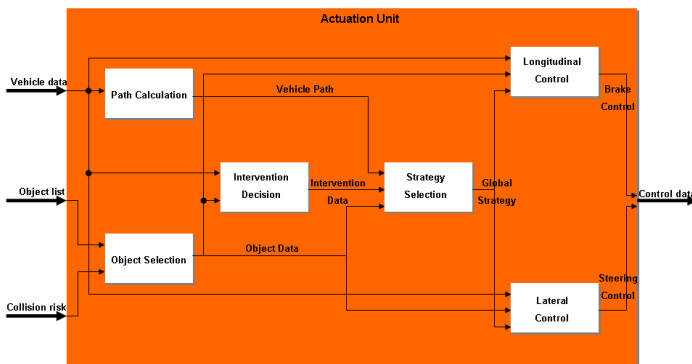 Actuation Unit
Vehicle data
Path Calculation
Vehicle Path
Longitudinal
Control
Brake
Control
Object list
Intervention
Decision
Intervention
Data
Strategy
Selection
Global
Strategy
Control data
Object Selection
Object Data
Collision risk
Lateral
Control
Steering
Control